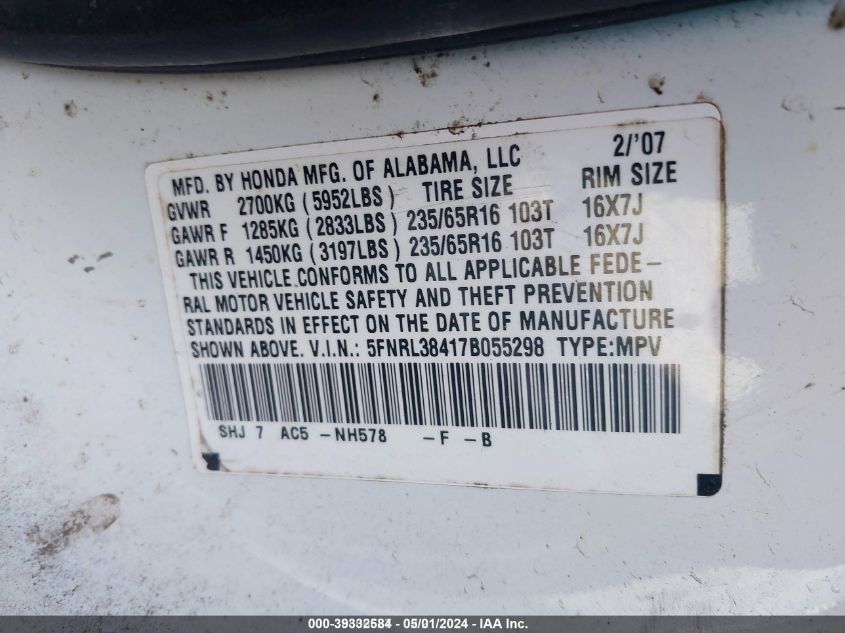 MFD. BY HONDA MFG. OF ALABAMA, LLC 2/'07
GVWR 2700KG (5952LBS) TIRE SIZE RIM SIZE
GAWR F 1285KG (2833LBS) 235/65R16 103T 16X7J
GAWR R 1450KG (3197LBS) 235/65R16 103T 16X7J
THIS VEHICLE CONFORMS TO ALL APPLICABLE FEDE-
RAL MOTOR VEHICLE SAFETY AND THEFT PREVENTION
STANDARDS IN EFFECT ON THE DATE OF MANUFACTURE
SHOWN ABOVE. V.I.N.: 5FNRL38417B055298 TYPE:MPV
SHJ 7 AC5 -NH578 -F -B
000-39332584 - 05/01/2024 - IAA Inc.